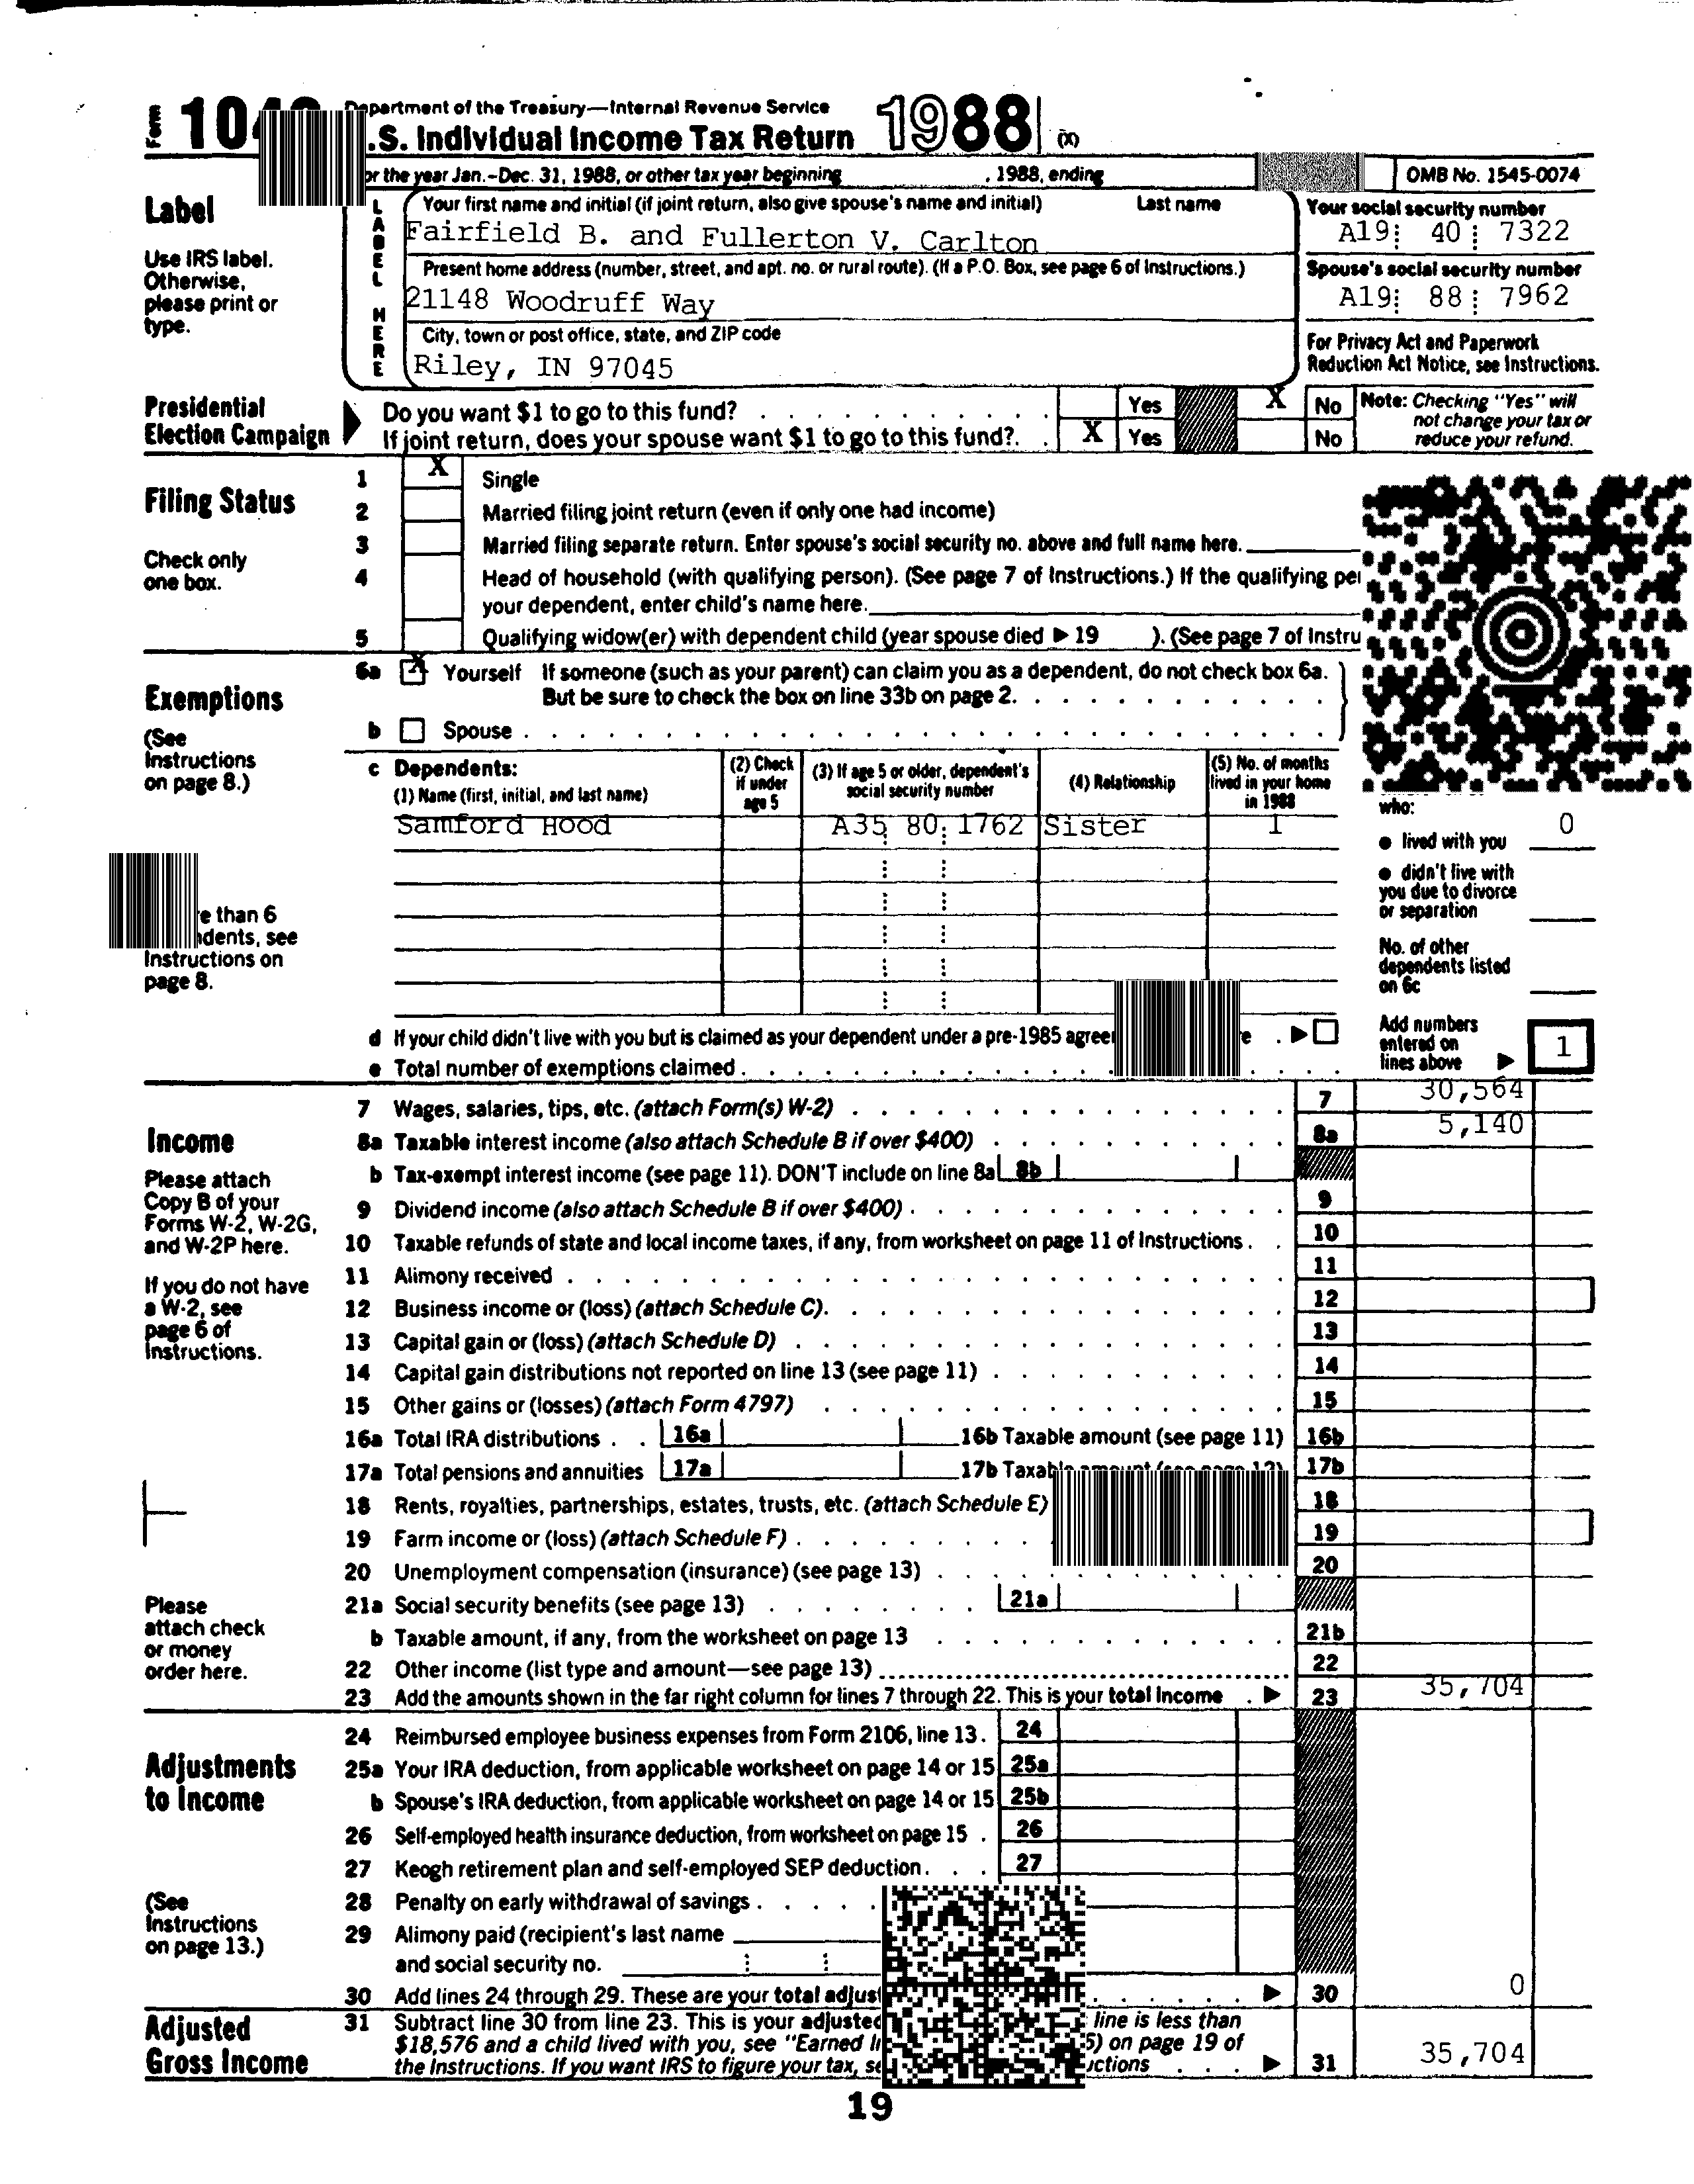 Form
Department of the Treasury—Internal Revenue Service
.S. Individual Income Tax Return 1988 (X)
the year Jan.–Dec. 31, 1988, or other tax year beginning , 1988, ending OMB No. 1545-0074
Label
Use IRS label.
Otherwise,
please print or
type.
LABEL HERE
Your first name and initial (if joint return, also give spouse's name and initial) Last name
Fairfield B. and Fullerton V. Carlton
Present home address (number, street, and apt. no. or rural route). (If a P.O. Box, see page 6 of Instructions.)
21148 Woodruff Way
City, town or post office, state, and ZIP code
Riley, IN 97045
Your social security number
A19 40 7322
Spouse's social security number
A19 88 7962
For Privacy Act and Paperwork
Reduction Act Notice, see Instructions.
Presidential
Election Campaign
Do you want $1 to go to this fund? Yes X No
If joint return, does your spouse want $1 to go to this fund?. X Yes No
Note: Checking "Yes" will
not change your tax or
reduce your refund.
Filing Status
Check only
one box.
1 X Single
2 Married filing joint return (even if only one had income)
3 Married filing separate return. Enter spouse's social security no. above and full name here.
4 Head of household (with qualifying person). (See page 7 of Instructions.) If the qualifying
your dependent, enter child's name here.
5 Qualifying widow(er) with dependent child (year spouse died ▶ 19 ). (See page 7 of
Exemptions
(See
Instructions
on page 8.)
6a X Yourself If someone (such as your parent) can claim you as a dependent, do not check box 6a.
But be sure to check the box on line 33b on page 2.
b Spouse
c Dependents:
(1) Name (first, initial, and last name)
(2) Check
if under
age 5
(3) If age 5 or older, dependent's
social security number
(4) Relationship
(5) No. of months
lived in your home
in 1988
Samford Hood A35 80 1762 Sister 1
than 6
see
Instructions on
page 8.
who:
● lived with you 0
● didn't live with
you due to divorce
or separation
No. of other
dependents listed
on 6c
d If your child didn't live with you but is claimed as your dependent under a pre-1985
e Total number of exemptions claimed
Add numbers
entered on
lines above ▶ 1
Income
Please attach
Copy B of your
Forms W-2, W-2G,
and W-2P here.
If you do not have
a W-2, see
page 6 of
Instructions.
Please
attach check
or money
order here.
7 Wages, salaries, tips, etc. (attach Form(s) W-2) 7 30,564
8a Taxable interest income (also attach Schedule B if over $400) 8a 5,140
b Tax-exempt interest income (see page 11). DON'T include on line 8a 8b
9 Dividend income (also attach Schedule B if over $400) 9
10 Taxable refunds of state and local income taxes, if any, from worksheet on page 11 of Instructions. 10
11 Alimony received 11
12 Business income or (loss) (attach Schedule C). 12
13 Capital gain or (loss) (attach Schedule D) 13
14 Capital gain distributions not reported on line 13 (see page 11) 14
15 Other gains or (losses) (attach Form 4797) 15
16a Total IRA distributions 16a 16b Taxable amount (see page 11) 16b
17a Total pensions and annuities 17a 17b Taxable amount (see page 12) 17b
18 Rents, royalties, partnerships, estates, trusts, etc. (attach Schedule E) 18
19 Farm income or (loss) (attach Schedule F) 19
20 Unemployment compensation (insurance) (see page 13) 20
21a Social security benefits (see page 13) 21a
b Taxable amount, if any, from the worksheet on page 13 21b
22 Other income (list type and amount—see page 13) 22
23 Add the amounts shown in the far right column for lines 7 through 22. This is your total income ▶ 23 35,704
Adjustments
to Income
(See
Instructions
on page 13.)
24 Reimbursed employee business expenses from Form 2106, line 13. 24
25a Your IRA deduction, from applicable worksheet on page 14 or 15 25a
b Spouse's IRA deduction, from applicable worksheet on page 14 or 15 25b
26 Self-employed health insurance deduction, from worksheet on page 15 26
27 Keogh retirement plan and self-employed SEP deduction. 27
28 Penalty on early withdrawal of savings
29 Alimony paid (recipient's last name
and social security no.
30 Add lines 24 through 29. These are your total ▶ 30 0
Adjusted
Gross Income
31 Subtract line 30 from line 23. This is your adjusted line is less than
$18,576 and a child lived with you, see "Earned on page 19 of
the Instructions. If you want IRS to figure your tax, ▶ 31 35,704
19